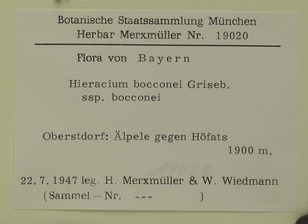 Botanische Staatssammlung München
Herbar Merxmüller Nr. 19020
Flora von Bayern
Hieracium bocconei Griseb.
ssp. bocconei
Oberstdorf: Älpele gegen Höfats
1900 m.
22.7.1947 leg. H. Merxmüller & W. Wiedmann
(Sammel-Nr. --- )